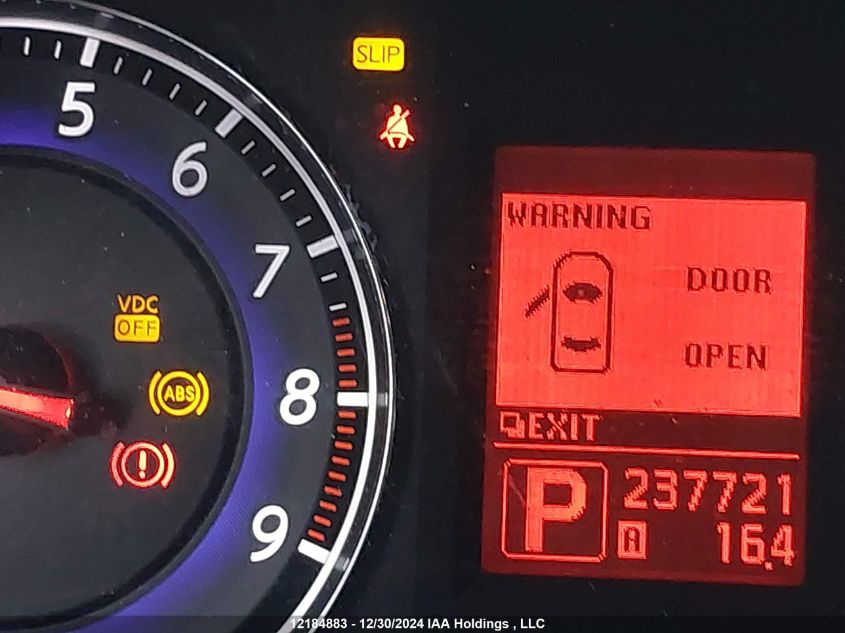 SLIP
5
6
7
8
9
VDC
OFF
ABS
!
WARNING
DOOR
OPEN
EXIT
P
237721
A 16.4
12184883 - 12/30/2024 IAA Holdings , LLC